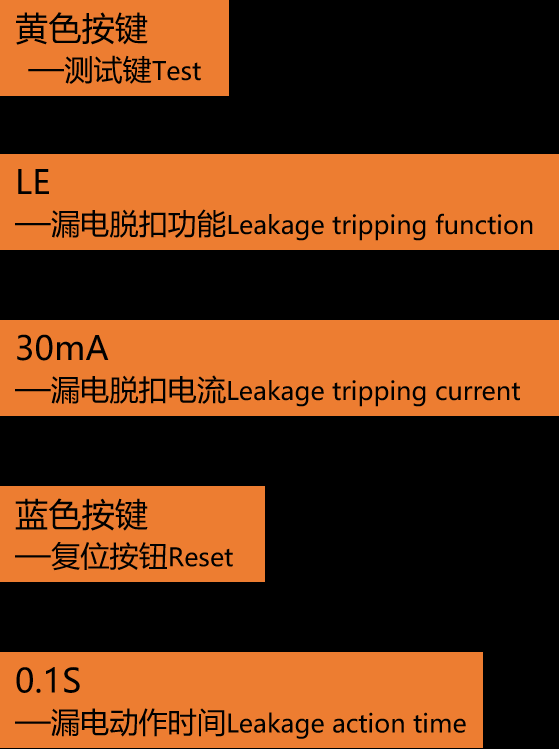 黄色按键
—测试键Test
LE
—漏电脱扣功能Leakage tripping function
30mA
—漏电脱扣电流Leakage tripping current
蓝色按键
—复位按钮Reset
0.1S
—漏电动作时间Leakage action time